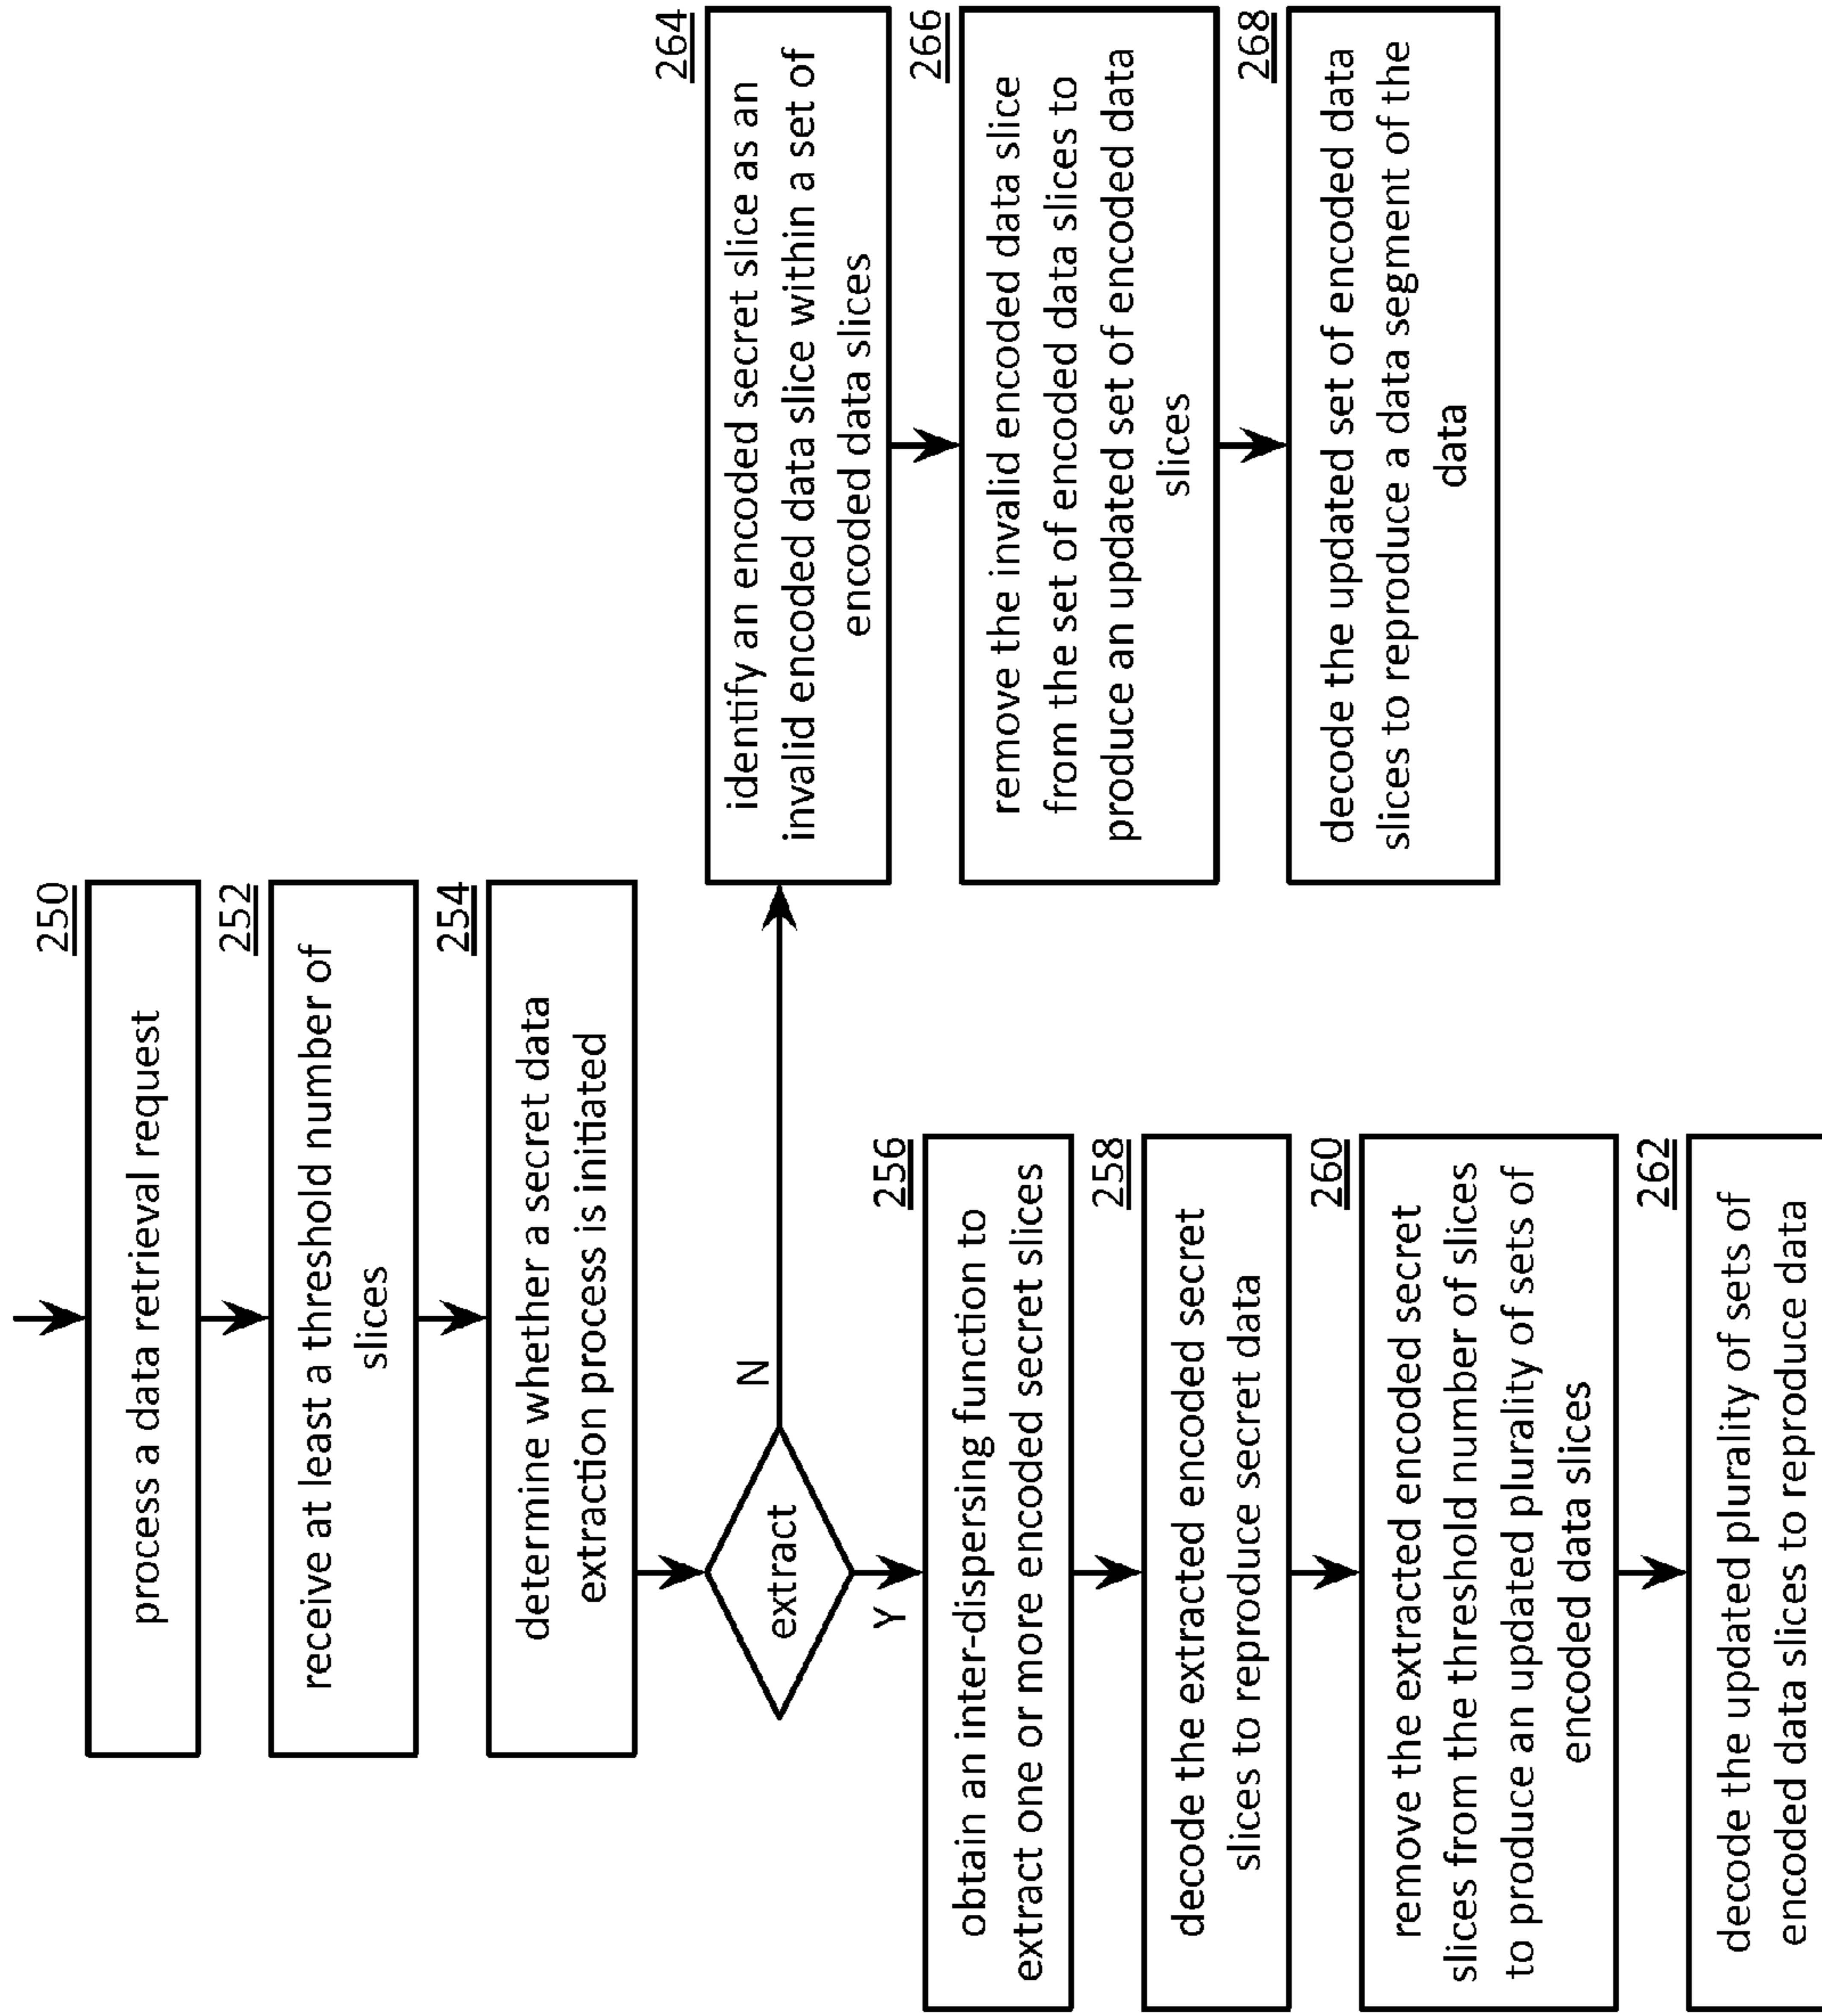 250
process a data retrieval request
252
receive at least a threshold number of
slices
254
determine whether a secret data
extraction process is initiated
extract
N
Y
256
obtain an inter-dispersing function to
extract one or more encoded secret slices
258
decode the extracted encoded secret
slices to reproduce secret data
260
remove the extracted encoded secret
slices from the threshold number of slices
to produce an updated plurality of sets of
encoded data slices
262
decode the updated plurality of sets of
encoded data slices to reproduce data
264
identify an encoded secret slice as an
invalid encoded data slice within a set of
encoded data slices
266
remove the invalid encoded data slice
from the set of encoded data slices to
produce an updated set of encoded data
slices
268
decode the updated set of encoded data
slices to reproduce a data segment of the
data